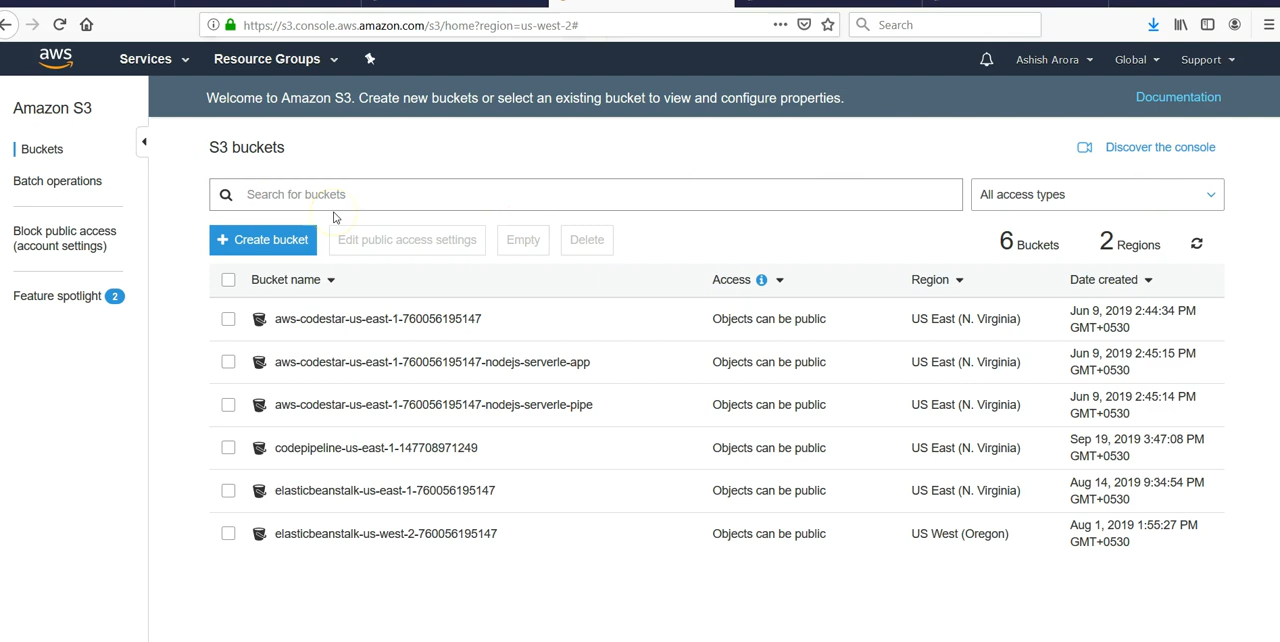 https://s3.console.aws.amazon.com/s3/home?region=us-west-2#
Search
aws
Services
Resource Groups
Ashish Arora
Global
Support
Amazon S3
Welcome to Amazon S3. Create new buckets or select an existing bucket to view and configure properties.
Documentation
Buckets
Batch operations
Block public access
(account settings)
Feature spotlight 2
S3 buckets
Discover the console
Search for buckets
All access types
Create bucket
Edit public access settings
Empty
Delete
6 Buckets
2 Regions
Bucket name
Access
Region
Date created
aws-codestar-us-east-1-760056195147
Objects can be public
US East (N. Virginia)
Jun 9, 2019 2:44:34 PM
GMT+0530
aws-codestar-us-east-1-760056195147-nodejs-serverle-app
Objects can be public
US East (N. Virginia)
Jun 9, 2019 2:45:15 PM
GMT+0530
aws-codestar-us-east-1-760056195147-nodejs-serverle-pipe
Objects can be public
US East (N. Virginia)
Jun 9, 2019 2:45:14 PM
GMT+0530
codepipeline-us-east-1-147708971249
Objects can be public
US East (N. Virginia)
Sep 19, 2019 3:47:08 PM
GMT+0530
elasticbeanstalk-us-east-1-760056195147
Objects can be public
US East (N. Virginia)
Aug 14, 2019 9:34:54 PM
GMT+0530
elasticbeanstalk-us-west-2-760056195147
Objects can be public
US West (Oregon)
Aug 1, 2019 1:55:27 PM
GMT+0530